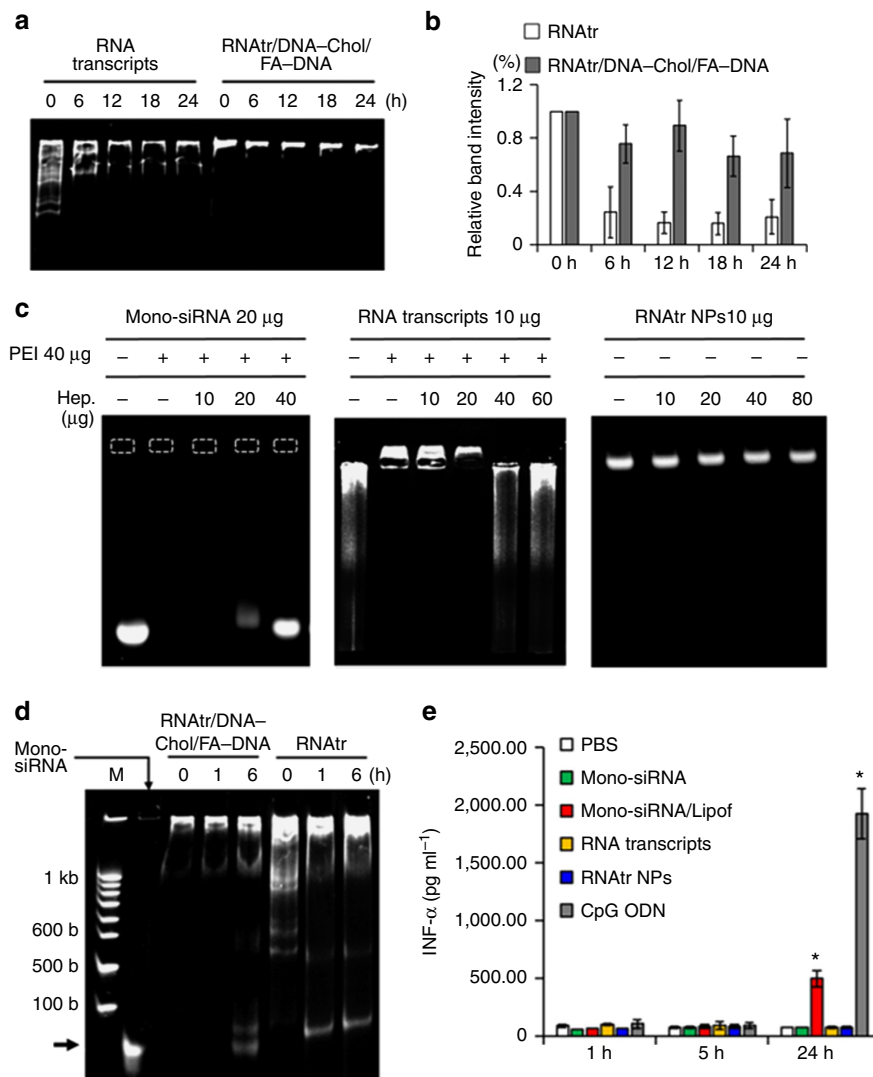 a
RNA transcripts
RNAtr/DNA–Chol/FA–DNA
0 6 12 18 24 0 6 12 18 24 (h)
b
RNAtr
RNAtr/DNA–Chol/FA–DNA
(%)
Relative band intensity
1.2
0.8
0.4
0
0 h 6 h 12 h 18 h 24 h
c
Mono-siRNA 20 μg
RNA transcripts 10 μg
RNAtr NPs10 μg
PEI 40 μg – + + + + – + + + + + – – – – –
Hep. (μg) – – 10 20 40 – – 10 20 40 60 – 10 20 40 80
d
Mono-siRNA
RNAtr/DNA–Chol/FA–DNA
RNAtr
M 0 1 6 0 1 6 (h)
1 kb
600 b
500 b
100 b
e
INF-α (pg ml⁻¹)
2,500.00
2,000.00
1,500.00
1,000.00
500.00
0
PBS
Mono-siRNA
Mono-siRNA/Lipof
RNA transcripts
RNAtr NPs
CpG ODN
*
*
1 h 5 h 24 h